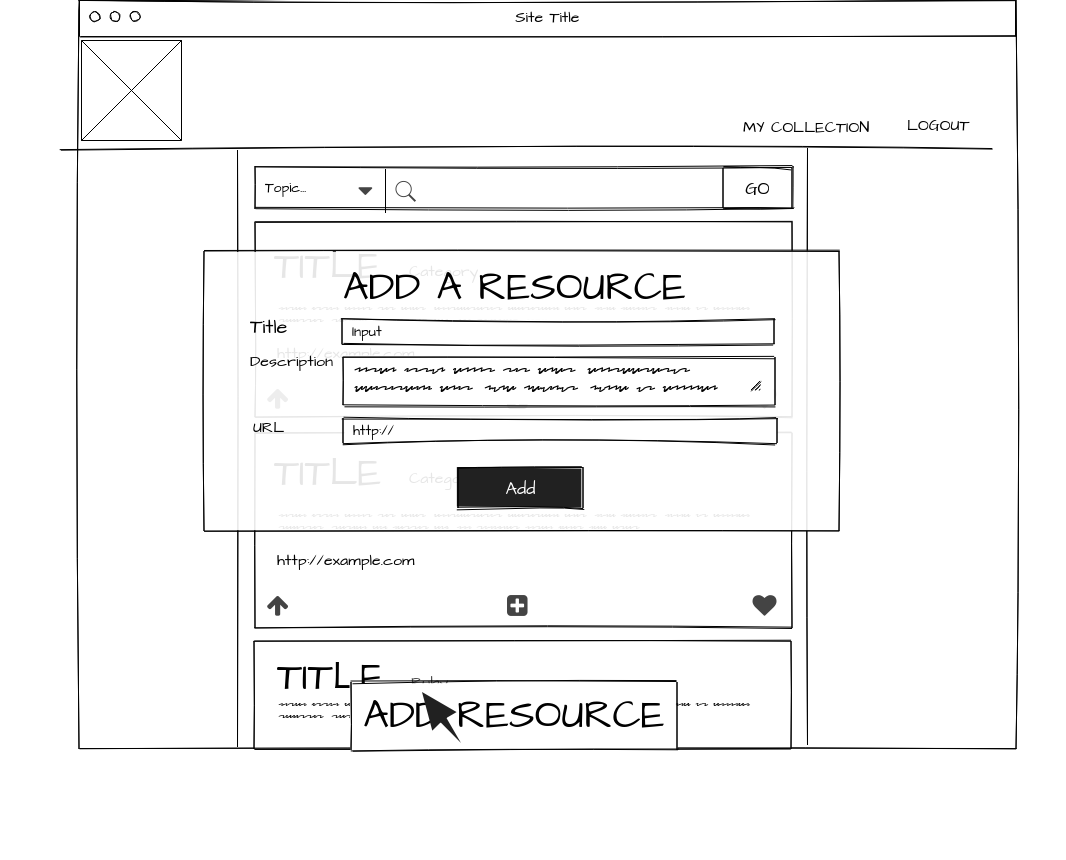 Site Title
MY COLLECTION LOGOUT
Topic... GO
TITLE Category
ADD A RESOURCE
Title Input
http://example.com
Description
URL http://
TITLE
Add
http://example.com
TITLE
ADD RESOURCE